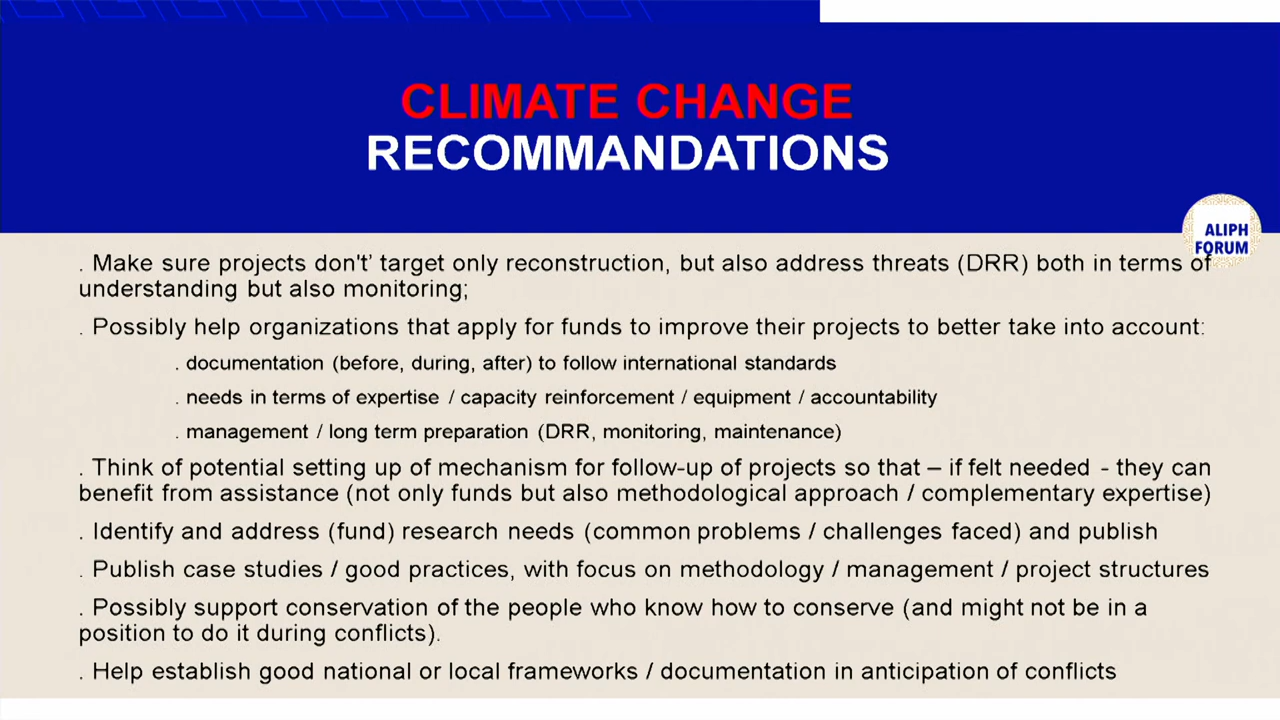 CLIMATE CHANGE
RECOMMANDATIONS
ALIPH
FORUM
. Make sure projects don't’ target only reconstruction, but also address threats (DRR) both in terms of
understanding but also monitoring;
. Possibly help organizations that apply for funds to improve their projects to better take into account:
. documentation (before, during, after) to follow international standards
. needs in terms of expertise / capacity reinforcement / equipment / accountability
. management / long term preparation (DRR, monitoring, maintenance)
. Think of potential setting up of mechanism for follow-up of projects so that – if felt needed - they can
benefit from assistance (not only funds but also methodological approach / complementary expertise)
. Identify and address (fund) research needs (common problems / challenges faced) and publish
. Publish case studies / good practices, with focus on methodology / management / project structures
. Possibly support conservation of the people who know how to conserve (and might not be in a
position to do it during conflicts).
. Help establish good national or local frameworks / documentation in anticipation of conflicts